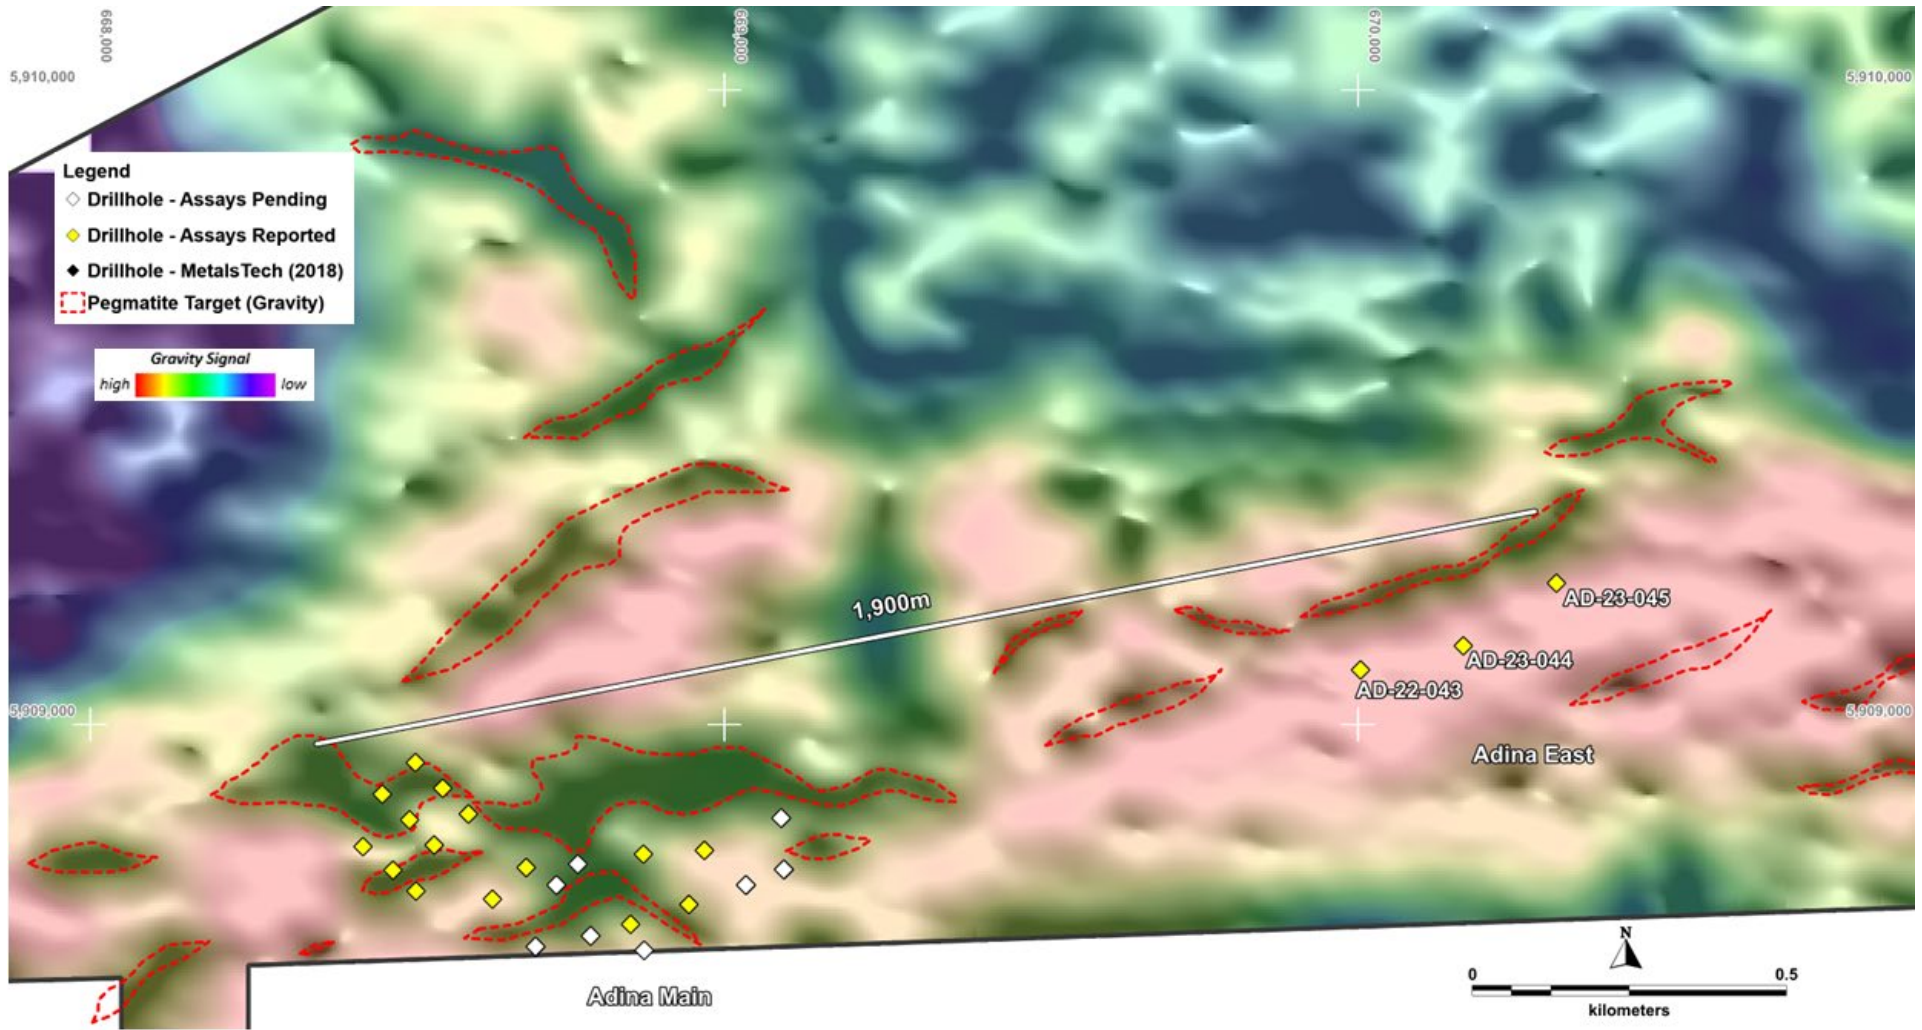 668,000
669,000
670,000
5,910,000
5,910,000
Legend
Drillhole - Assays Pending
Drillhole - Assays Reported
Drillhole - MetalsTech (2018)
Pegmatite Target (Gravity)
Gravity Signal
high low
1,900m
AD-23-045
AD-23-044
AD-22-043
5,909,000
5,909,000
Adina East
Adina Main
N
0 0.5
kilometers